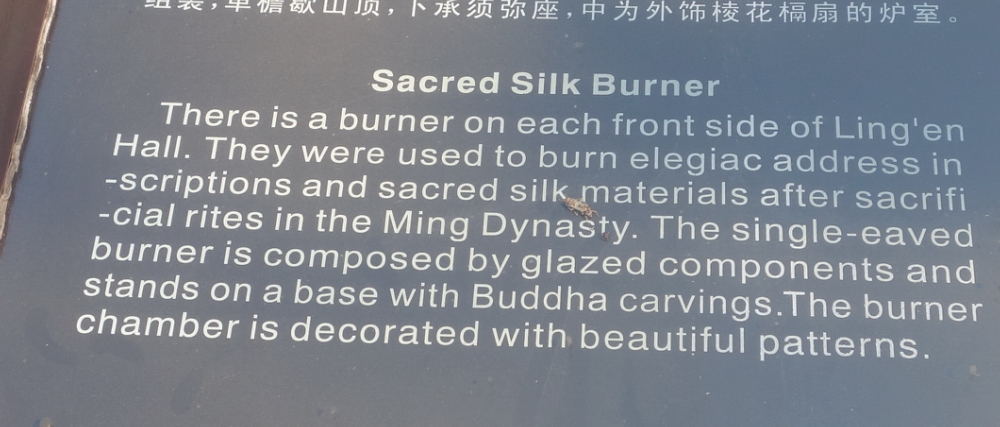 组装,单檐歇山顶,下承须弥座,中为外饰棱花槅扇的炉室。
Sacred Silk Burner
There is a burner on each front side of Ling'en
Hall. They were used to burn elegiac address in
-scriptions and sacred silk materials after sacrifi
-cial rites in the Ming Dynasty. The single-eaved
burner is composed by glazed components and
stands on a base with Buddha carvings.The burner
chamber is decorated with beautiful patterns.